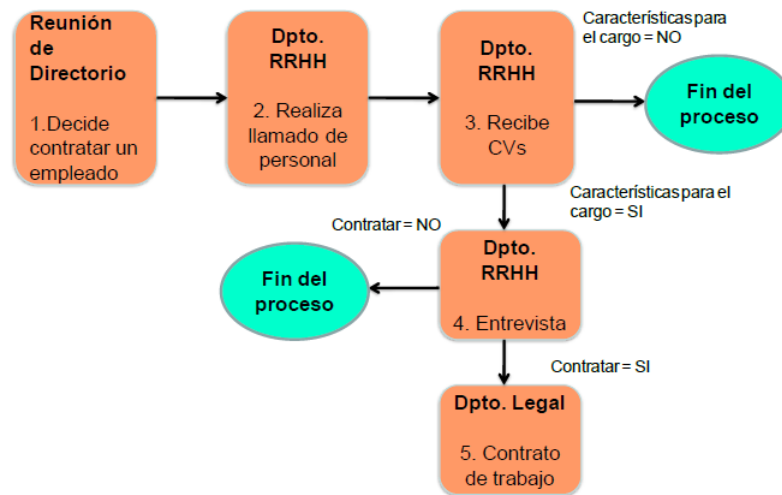 Reunión
de
Directorio
1.Decide
contratar un
empleado
Dpto.
RRHH
2. Realiza
llamado de
personal
Dpto.
RRHH
3. Recibe
CVs
Características para
el cargo = NO
Fin del
proceso
Características para el
cargo = SI
Contratar = NO
Dpto.
RRHH
4. Entrevista
Fin del
proceso
Contratar = SI
Dpto. Legal
5. Contrato
de trabajo